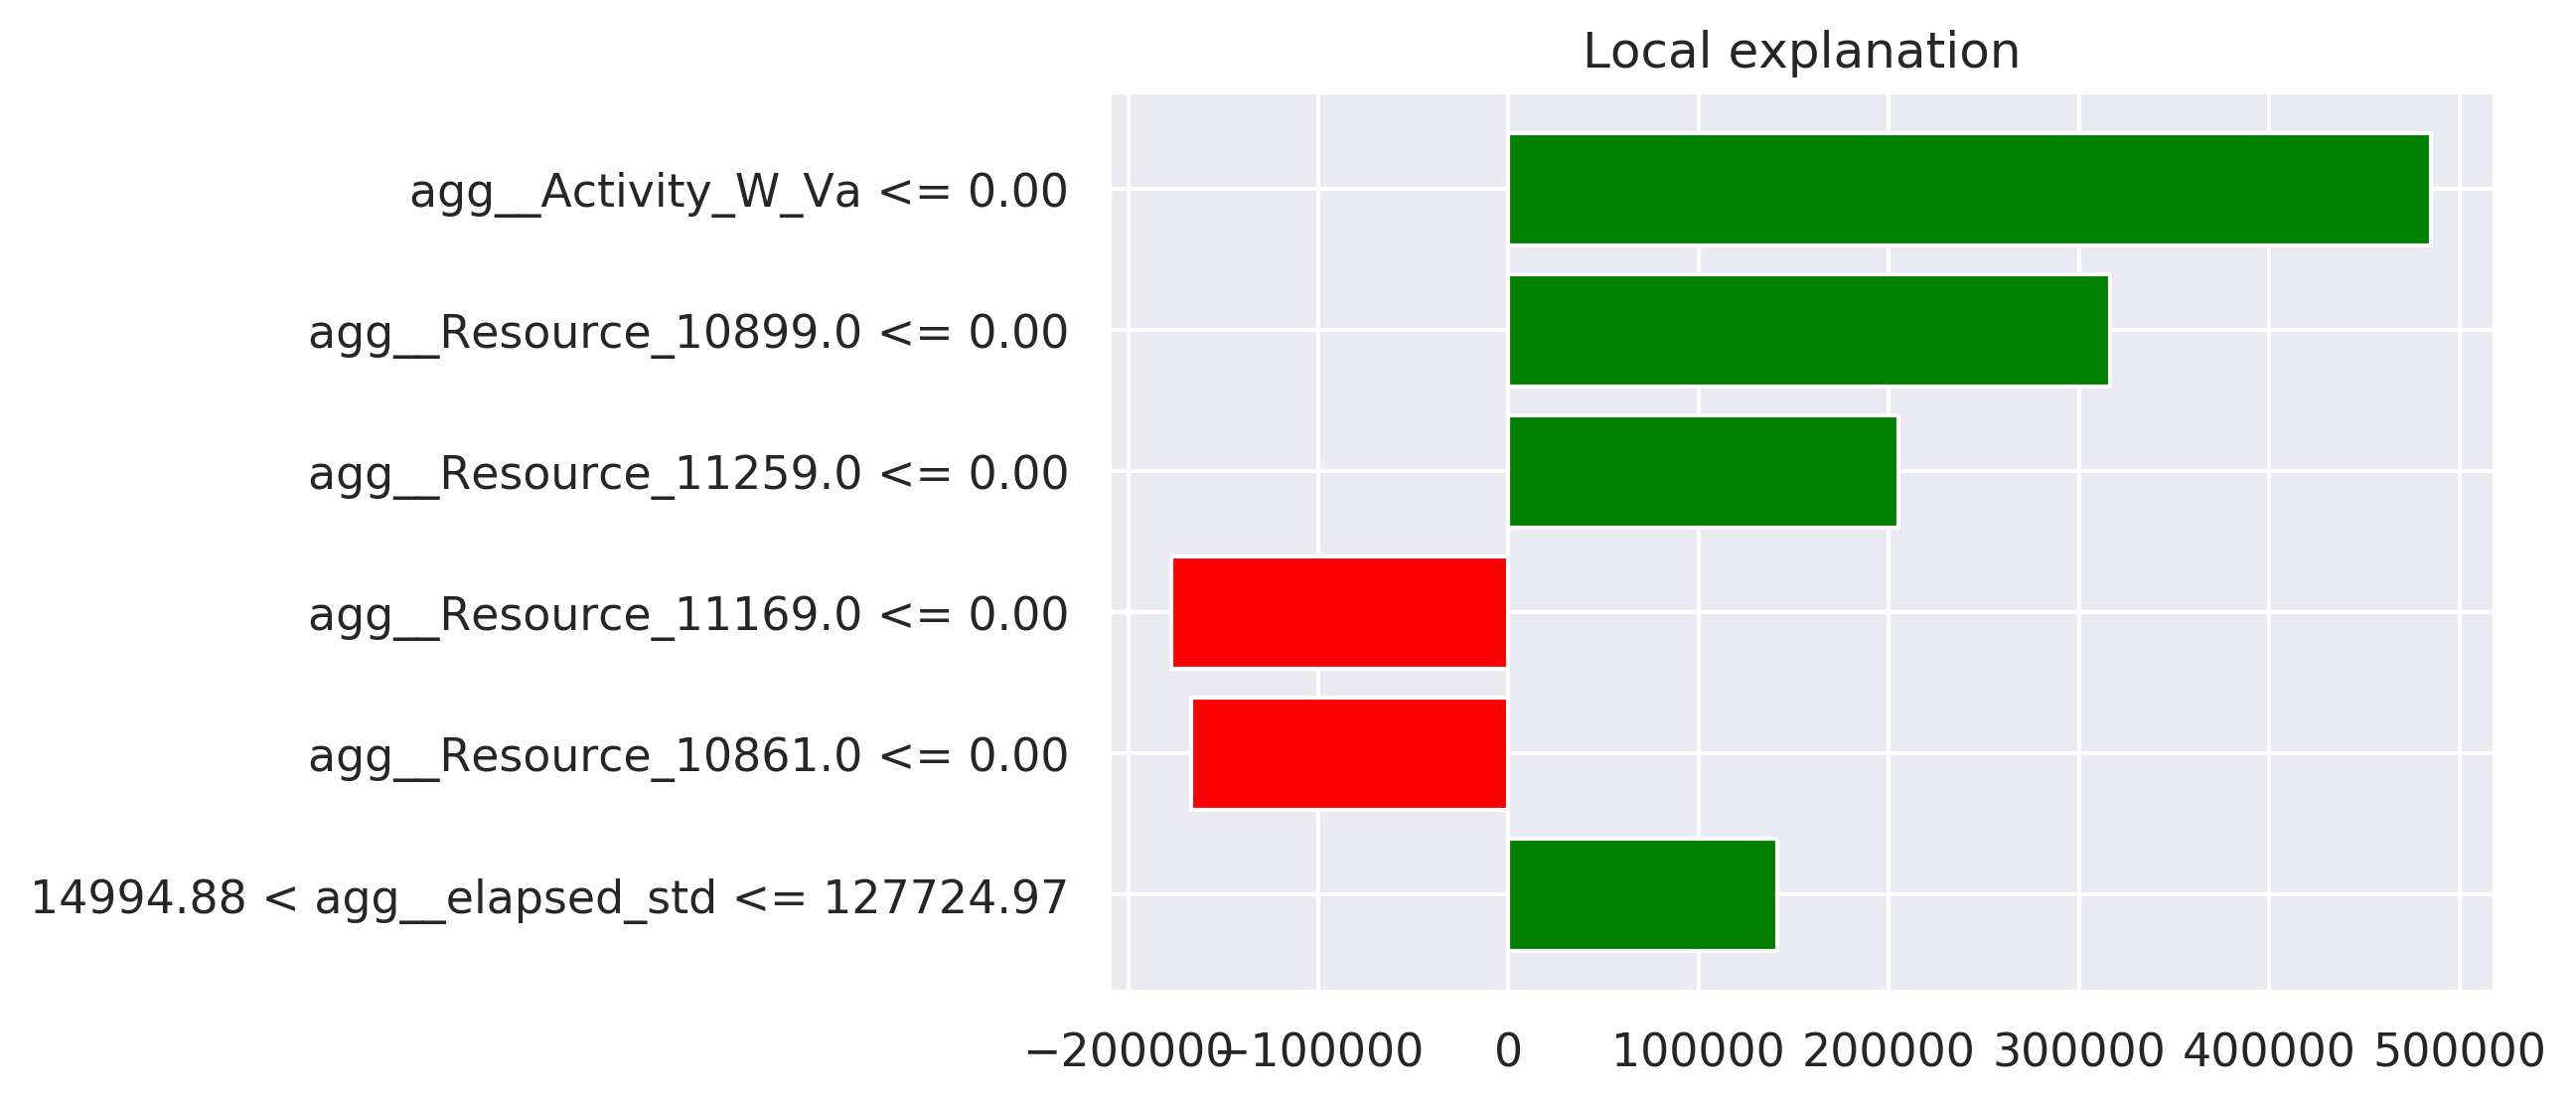 Local explanation
agg__Activity_W_Va <= 0.00
agg__Resource_10899.0 <= 0.00
agg__Resource_11259.0 <= 0.00
agg__Resource_11169.0 <= 0.00
agg__Resource_10861.0 <= 0.00
14994.88 < agg__elapsed_std <= 127724.97
−200000 −100000 0 100000 200000 300000 400000 500000